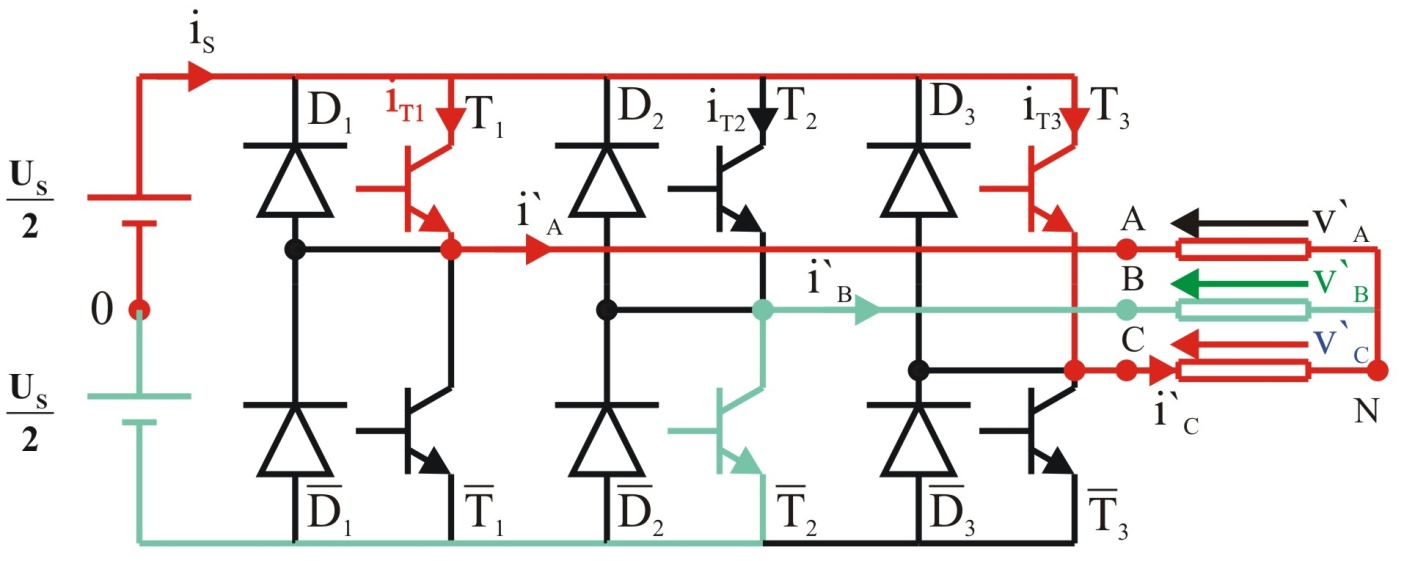 i_S
D_1 i_T1 T_1 D_2 i_T2 T_2 D_3 i_T3 T_3
U_S
2
i`_A A v`_A
0 i`_B B v`_B
C v`_C
U_S
2
i`_C N
D̅_1 T̅_1 D̅_2 T̅_2 D̅_3 T̅_3